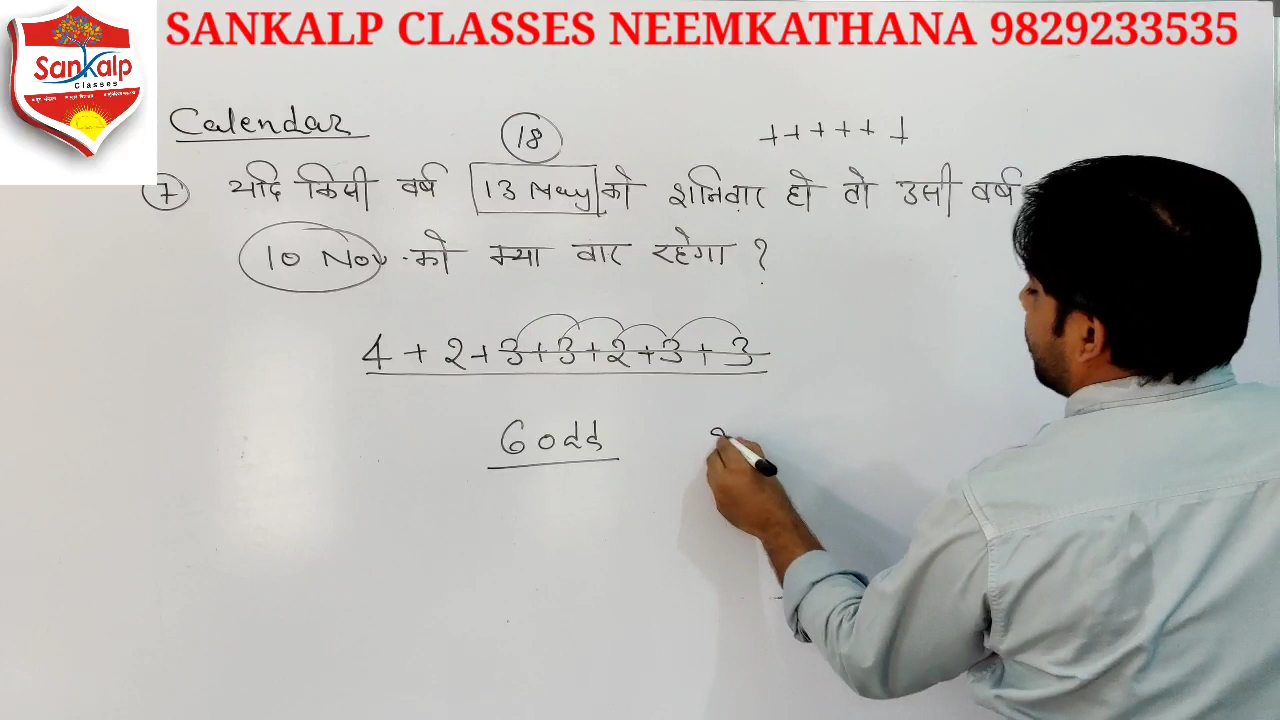 SANKALP CLASSES NEEMKATHANA 9829233535
Sankalp
Classes
Calendar
18
+ + + + + +
7 यदि किसी वर्ष 13 May को शनिवार हो तो उसी वर्ष
10 Nov. को क्या वार रहेगा ?
4 + 2 + 3 + 3 + 2 + 3 + 3
6 odd